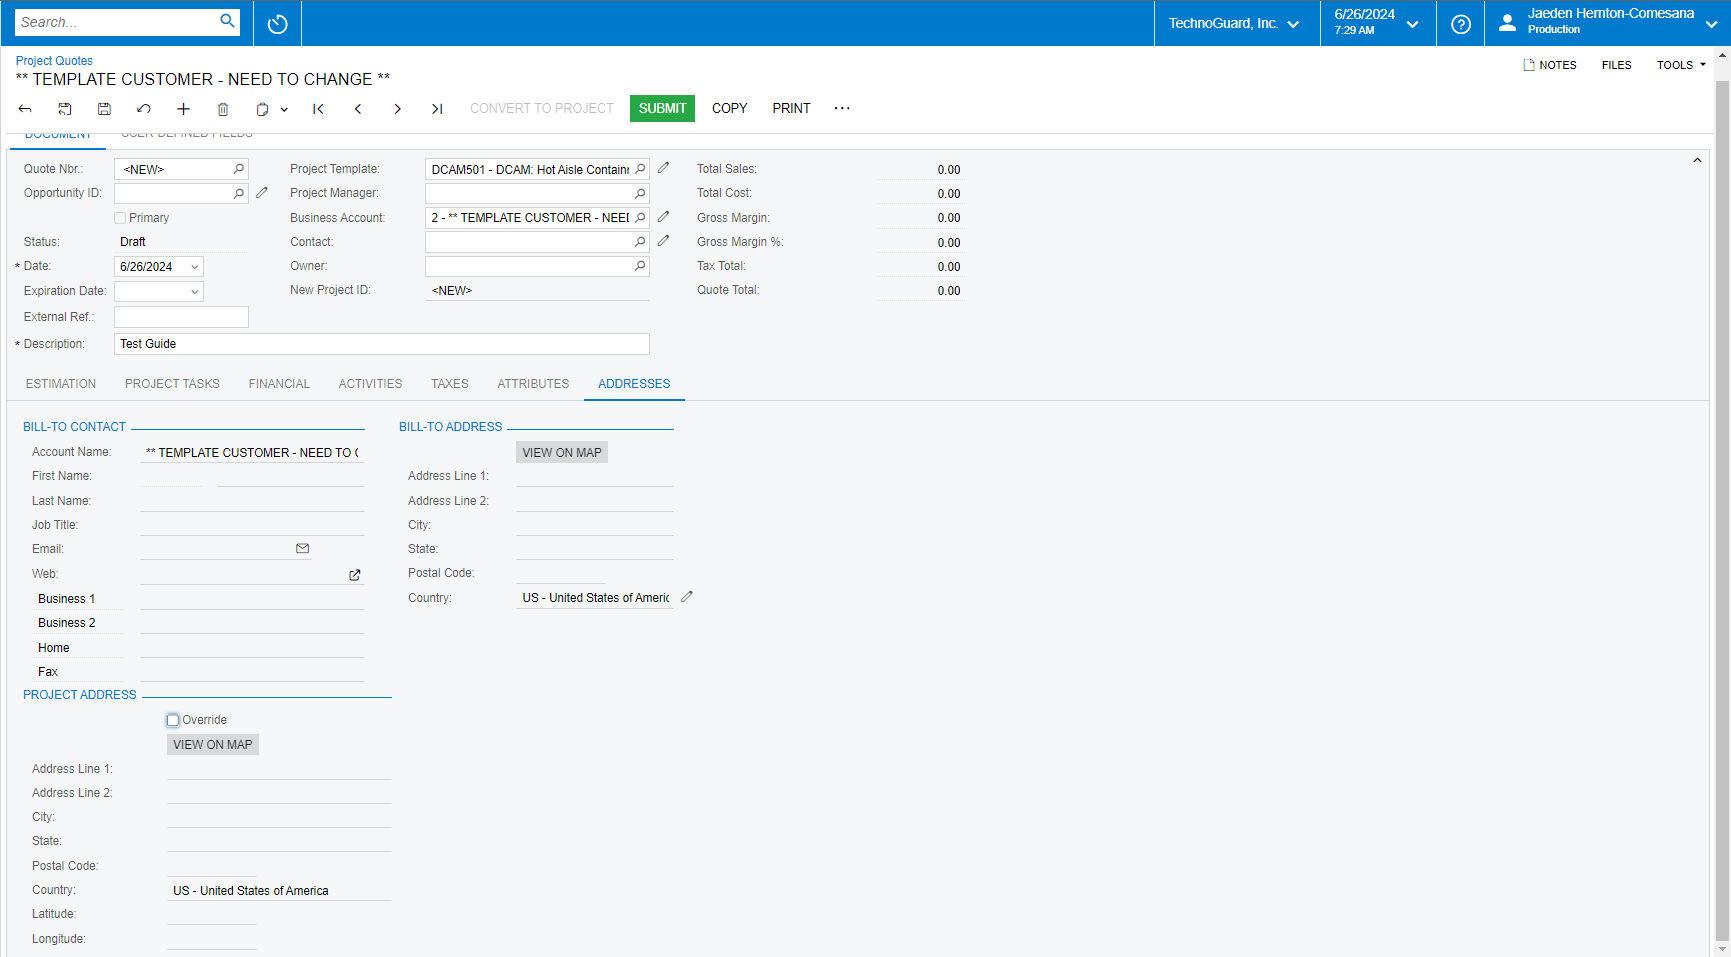 Search...
TechnoGuard, Inc.
6/26/2024
7:29 AM
Jaeden Hernton-Comesana
Production
Project Quotes
** TEMPLATE CUSTOMER - NEED TO CHANGE **
NOTES
FILES
TOOLS
CONVERT TO PROJECT
SUBMIT
COPY
PRINT
DOCUMENT
USER-DEFINED FIELDS
Quote Nbr.: <NEW>
Opportunity ID:
Primary
Status: Draft
* Date: 6/26/2024
Expiration Date:
External Ref.:
* Description: Test Guide
Project Template: DCAM501 - DCAM: Hot Aisle Contain
Project Manager:
Business Account: 2 - ** TEMPLATE CUSTOMER - NEED
Contact:
Owner:
New Project ID: <NEW>
Total Sales: 0.00
Total Cost: 0.00
Gross Margin: 0.00
Gross Margin %: 0.00
Tax Total: 0.00
Quote Total: 0.00
ESTIMATION
PROJECT TASKS
FINANCIAL
ACTIVITIES
TAXES
ATTRIBUTES
ADDRESSES
BILL-TO CONTACT
Account Name: ** TEMPLATE CUSTOMER - NEED TO C
First Name:
Last Name:
Job Title:
Email:
Web:
Business 1
Business 2
Home
Fax
BILL-TO ADDRESS
VIEW ON MAP
Address Line 1:
Address Line 2:
City:
State:
Postal Code:
Country: US - United States of Americ
PROJECT ADDRESS
Override
VIEW ON MAP
Address Line 1:
Address Line 2:
City:
State:
Postal Code:
Country: US - United States of America
Latitude:
Longitude: